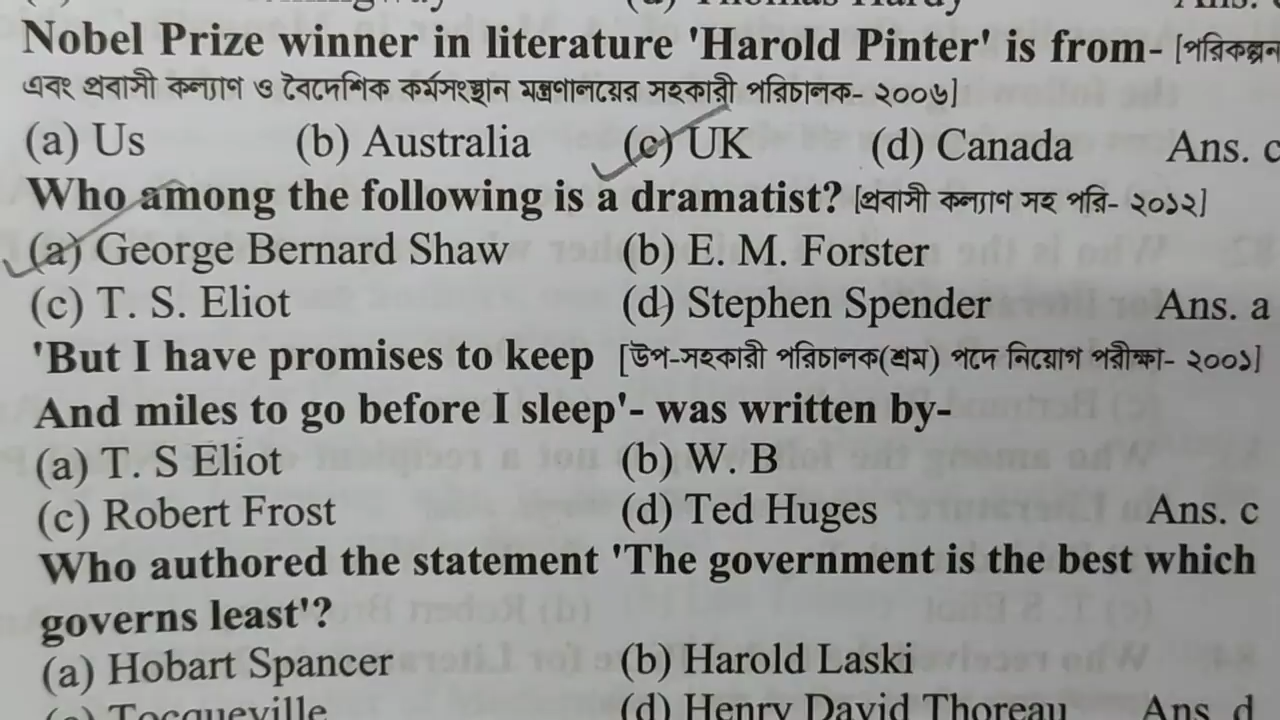 Nobel Prize winner in literature 'Harold Pinter' is from- [পরিকল্পনা
এবং প্রবাসী কল্যাণ ও বৈদেশিক কর্মসংস্থান মন্ত্রণালয়ের সহকারী পরিচালক- ২০০৬]
(a) Us (b) Australia (c) UK (d) Canada Ans. c
Who among the following is a dramatist? [প্রবাসী কল্যাণ সহ পরি- ২০১২]
(a) George Bernard Shaw (b) E. M. Forster
(c) T. S. Eliot (d) Stephen Spender Ans. a
'But I have promises to keep [উপ-সহকারী পরিচালক(শ্রম) পদে নিয়োগ পরীক্ষা- ২০০১]
And miles to go before I sleep'- was written by-
(a) T. S Eliot (b) W. B
(c) Robert Frost (d) Ted Huges Ans. c
Who authored the statement 'The government is the best which
governs least'?
(a) Hobart Spancer (b) Harold Laski
(c) Tocqueville (d) Henry David Thoreau Ans. d